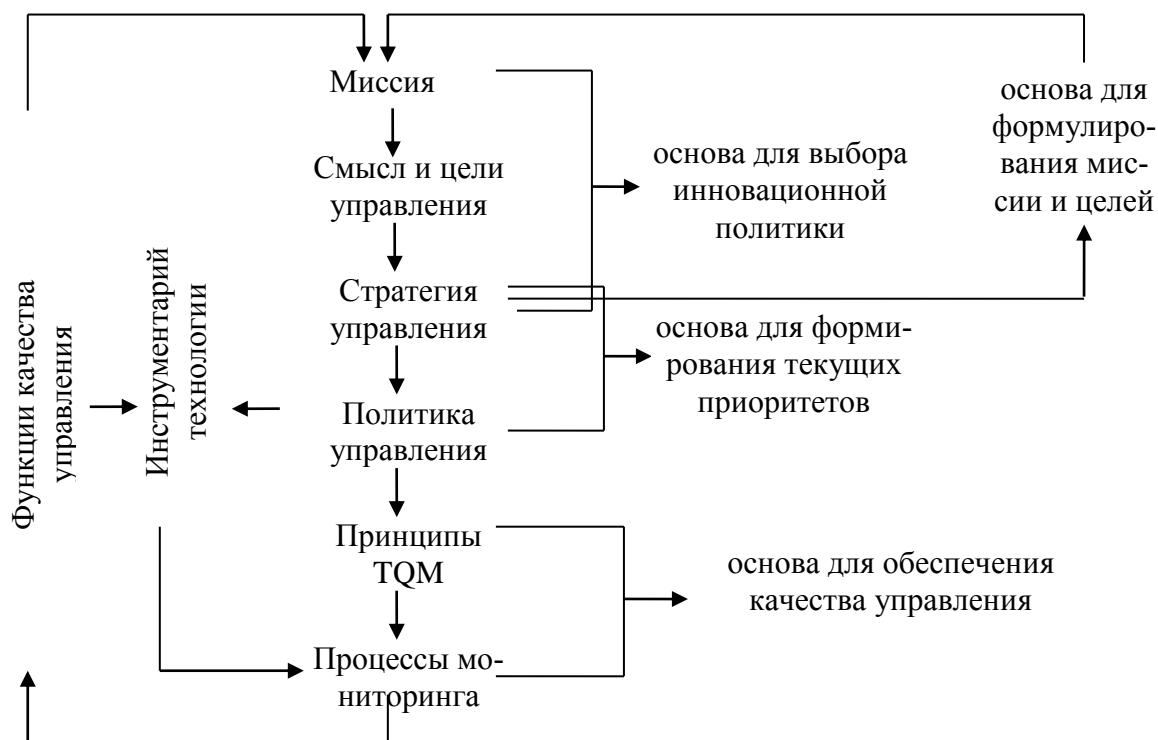 Миссия
Смысл и цели
управления
Стратегия
управления
Политика
управления
Принципы
TQM
Процессы мо-
ниторинга
Функции качества
управления
Инструментарий
технологии
основа для выбора
инновационной
политики
основа для форми-
рования текущих
приоритетов
основа для обеспечения
качества управления
основа для
формулиро-
вания мис-
сии и целей